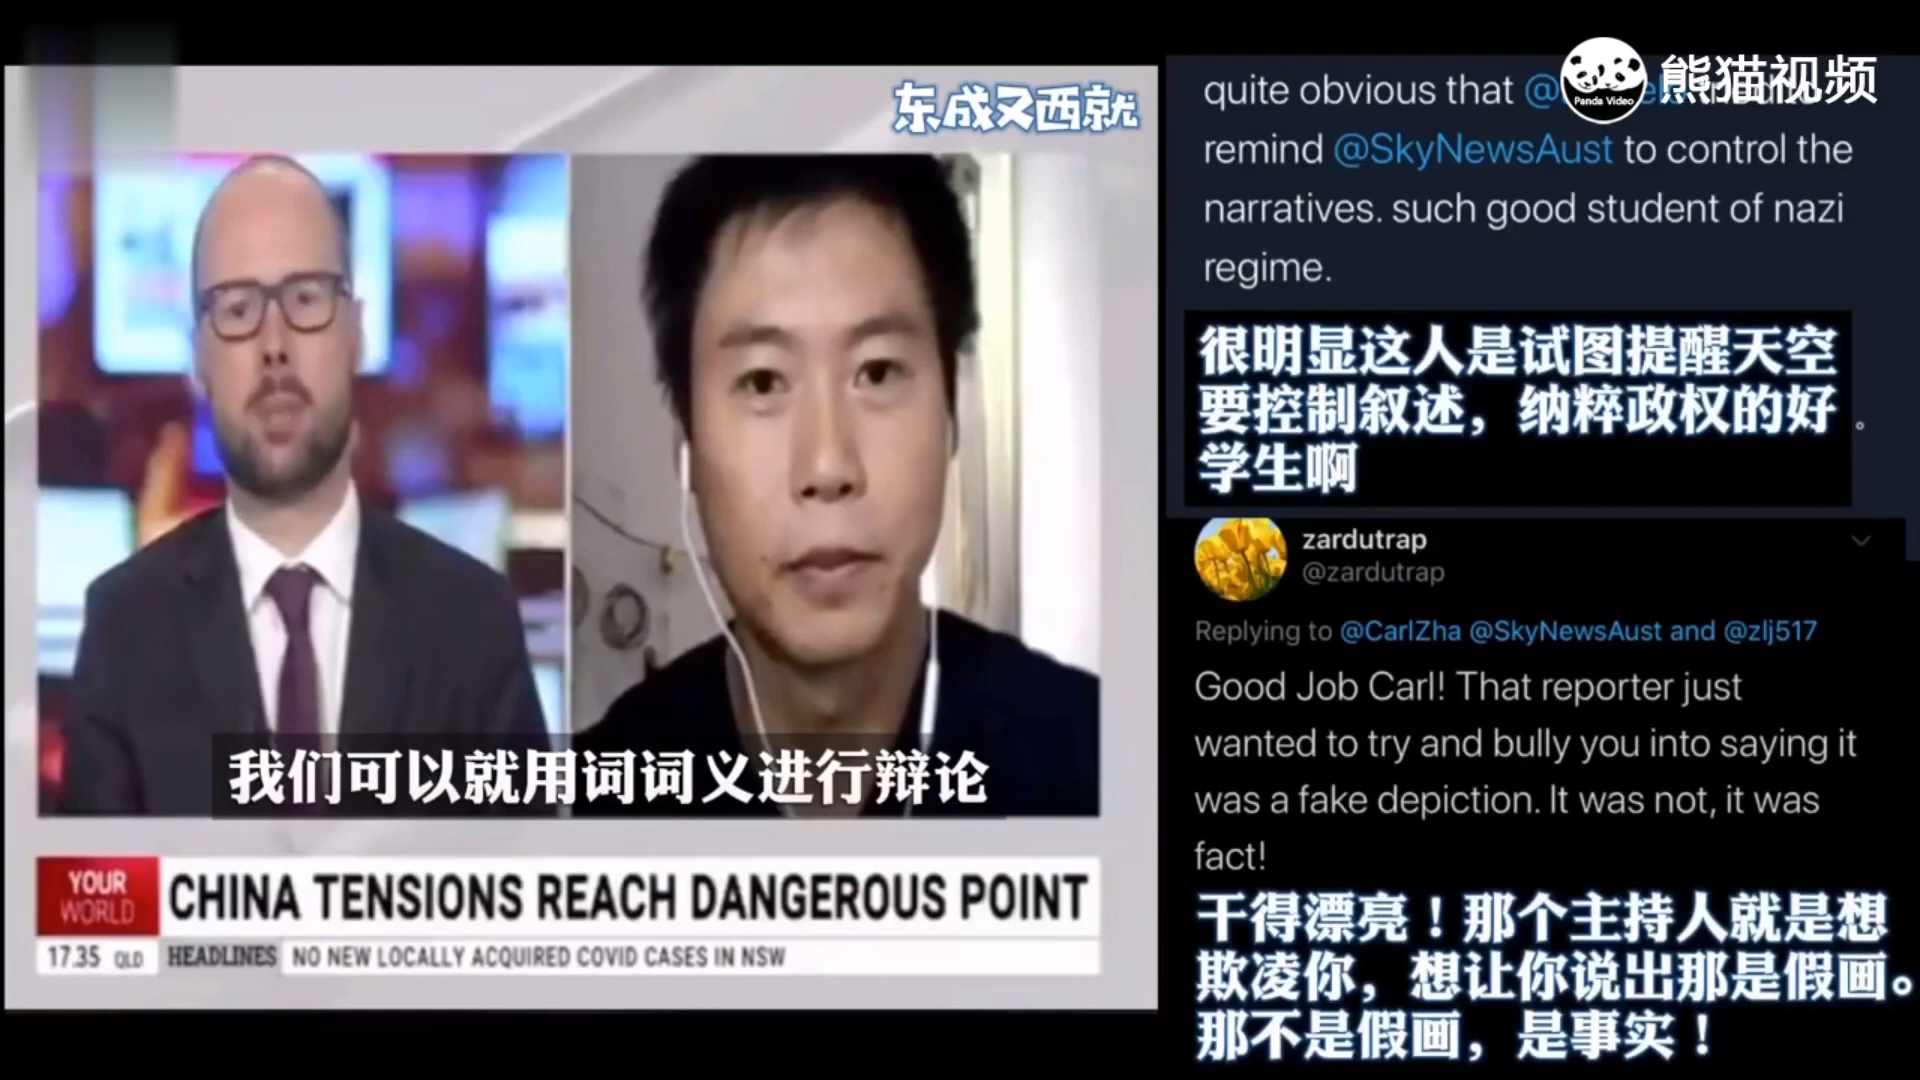 东成又西就
我们可以就用词词义进行辩论
YOUR
WORLD
CHINA TENSIONS REACH DANGEROUS POINT
17.35 QLD HEADLINES NO NEW LOCALLY ACQUIRED COVID CASES IN NSW
Panda Video
熊猫视频
quite obvious that
remind @SkyNewsAust to control the
narratives. such good student of nazi
regime.
很明显这人是试图提醒天空
要控制叙述，纳粹政权的好
学生啊
zardutrap
@zardutrap
Replying to @CarlZha @SkyNewsAust and @zlj517
Good Job Carl! That reporter just
wanted to try and bully you into saying it
was a fake depiction. It was not, it was
fact!
干得漂亮！那个主持人就是想
欺凌你，想让你说出那是假画。
那不是假画，是事实！